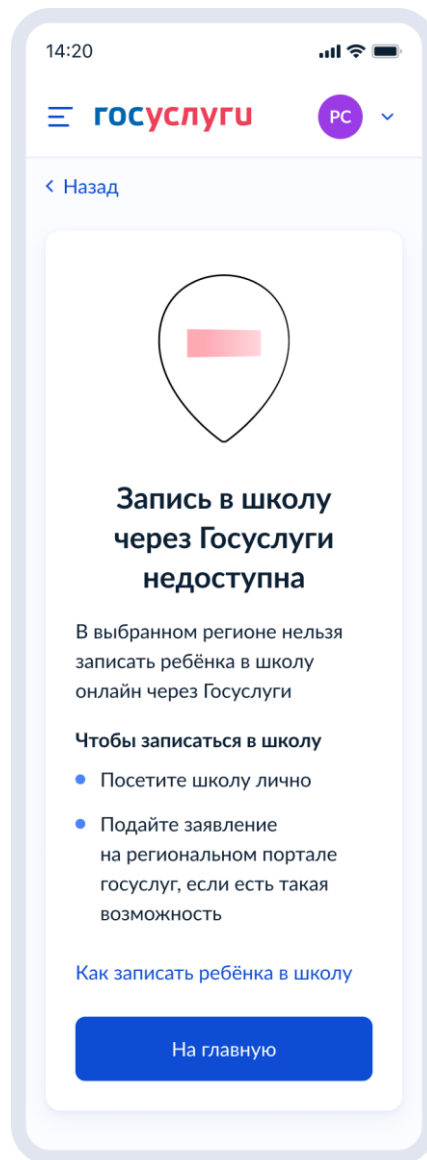 14:20
госуслуги
РС
Назад
Запись в школу
через Госуслуги
недоступна
В выбранном регионе нельзя
записать ребёнка в школу
онлайн через Госуслуги
Чтобы записаться в школу
Посетите школу лично
Подайте заявление
на региональном портале
госуслуг, если есть такая
возможность
Как записать ребёнка в школу
На главную